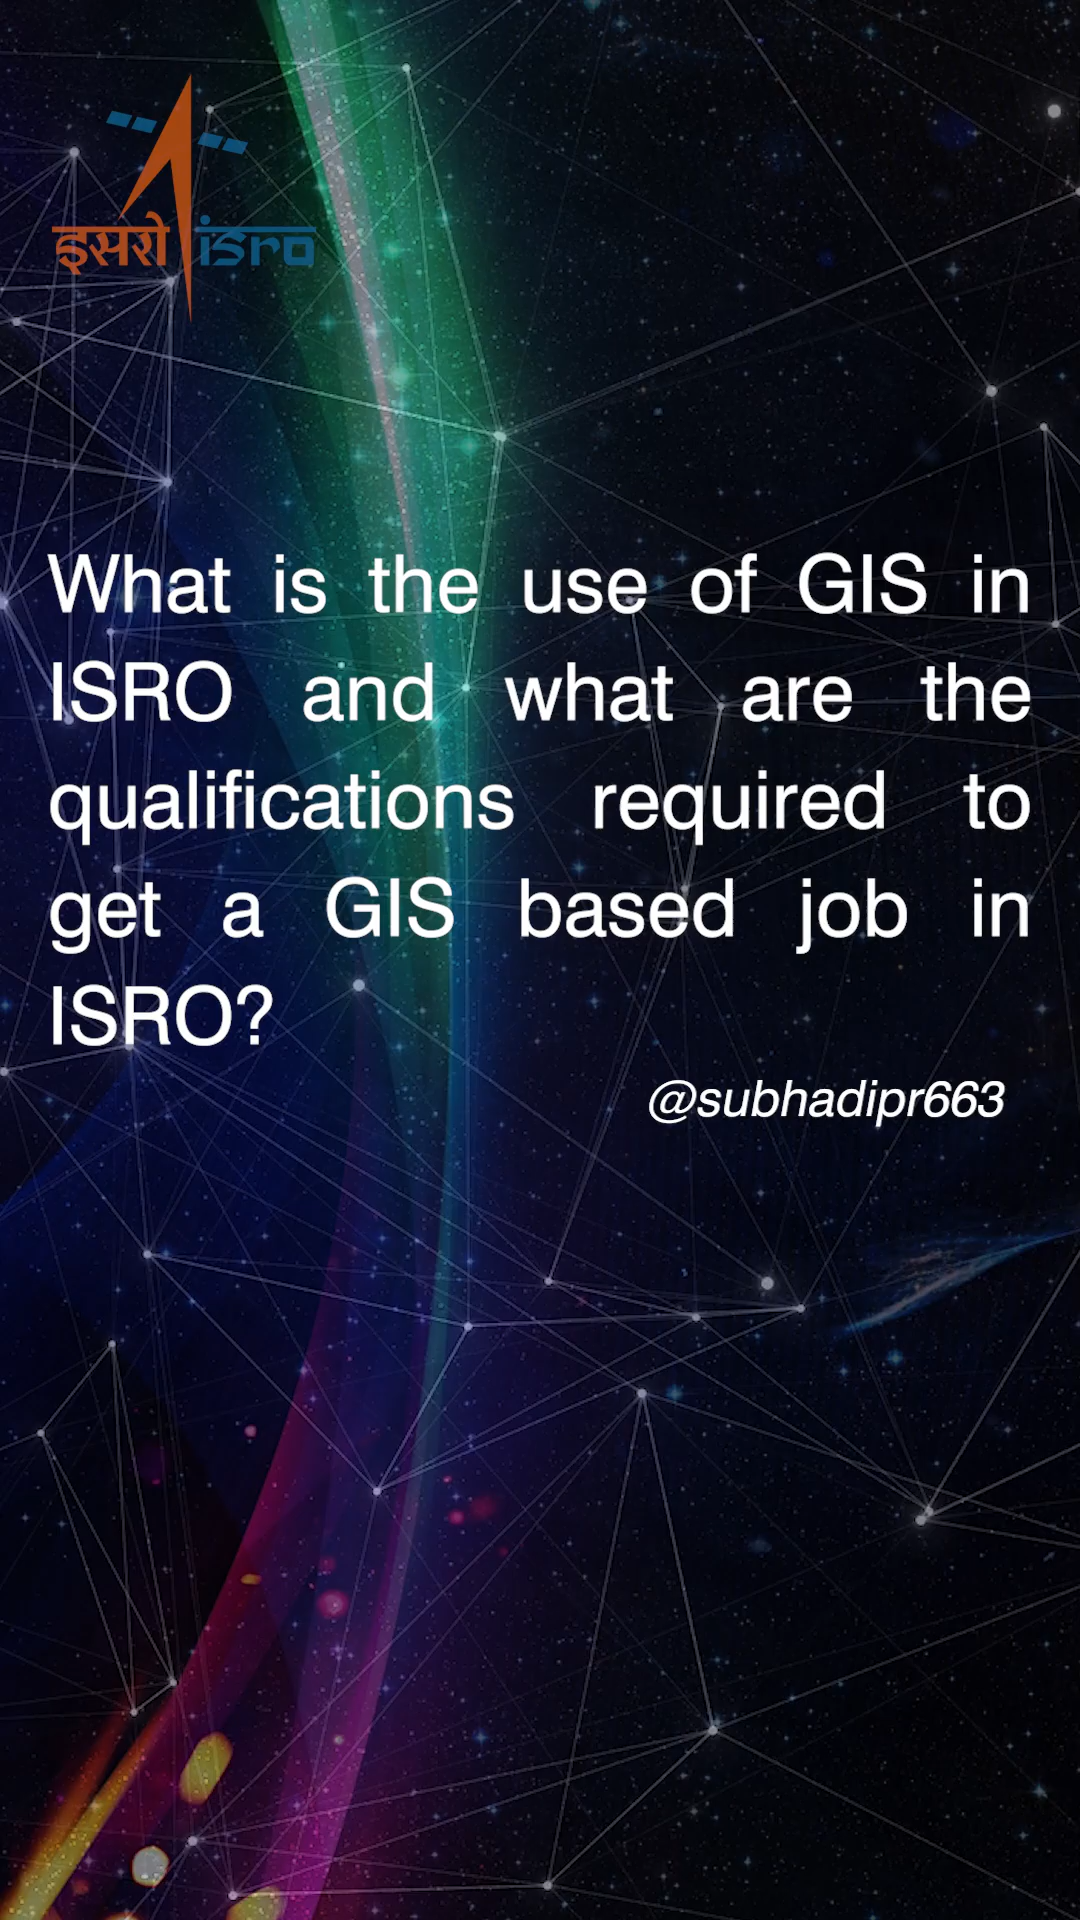 इसरो isro
What is the use of GIS in
ISRO and what are the
qualifications required to
get a GIS based job in
ISRO?
@subhadipr663